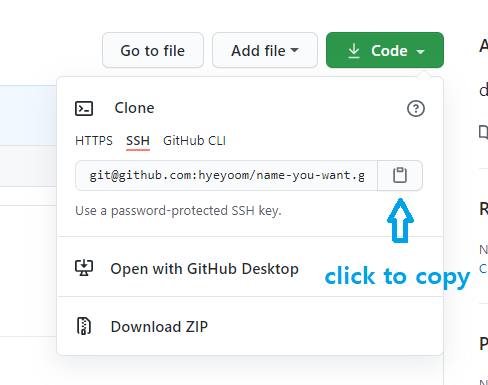 Go to file
Add file
Code
Clone
HTTPS SSH GitHub CLI
git@github.com:hyeyoom/name-you-want.g
Use a password-protected SSH key.
Open with GitHub Desktop
click to copy
Download ZIP
A
d
R
N
C
P
N